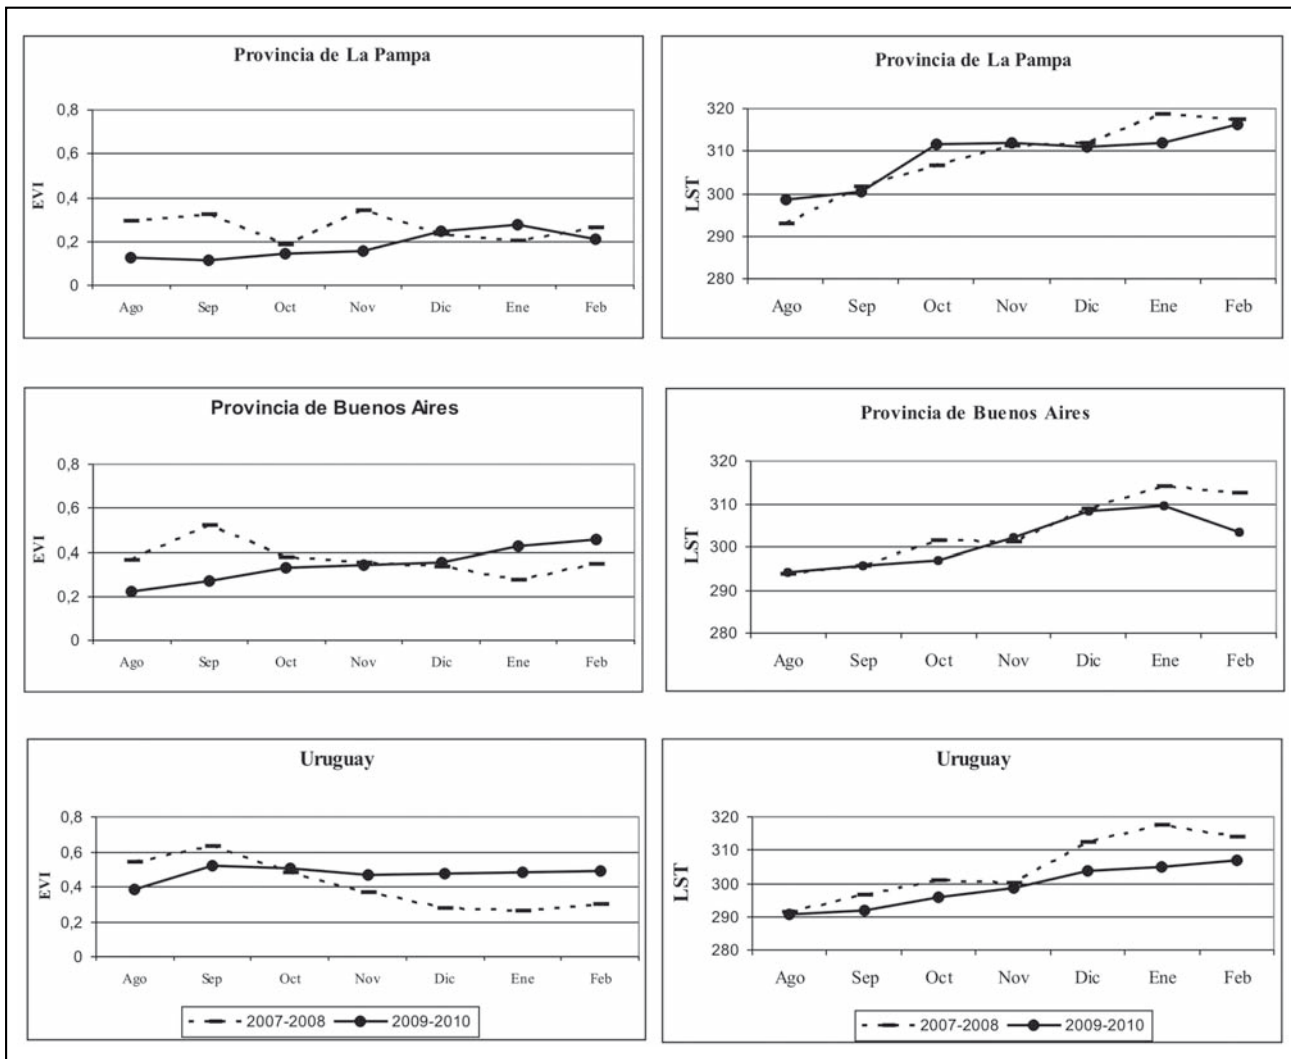 Provincia de La Pampa
EVI
0,8
0,6
0,4
0,2
0
Ago Sep Oct Nov Dic Ene Feb
Provincia de La Pampa
LST
320
310
300
290
280
Ago Sep Oct Nov Dic Ene Feb
Provincia de Buenos Aires
EVI
0,8
0,6
0,4
0,2
0
Ago Sep Oct Nov Dic Ene Feb
Provincia de Buenos Aires
LST
320
310
300
290
280
Ago Sep Oct Nov Dic Ene Feb
Uruguay
EVI
0,8
0,6
0,4
0,2
0
Ago Sep Oct Nov Dic Ene Feb
2007-2008 2009-2010
Uruguay
LST
320
310
300
290
280
Ago Sep Oct Nov Dic Ene Feb
2007-2008 2009-2010